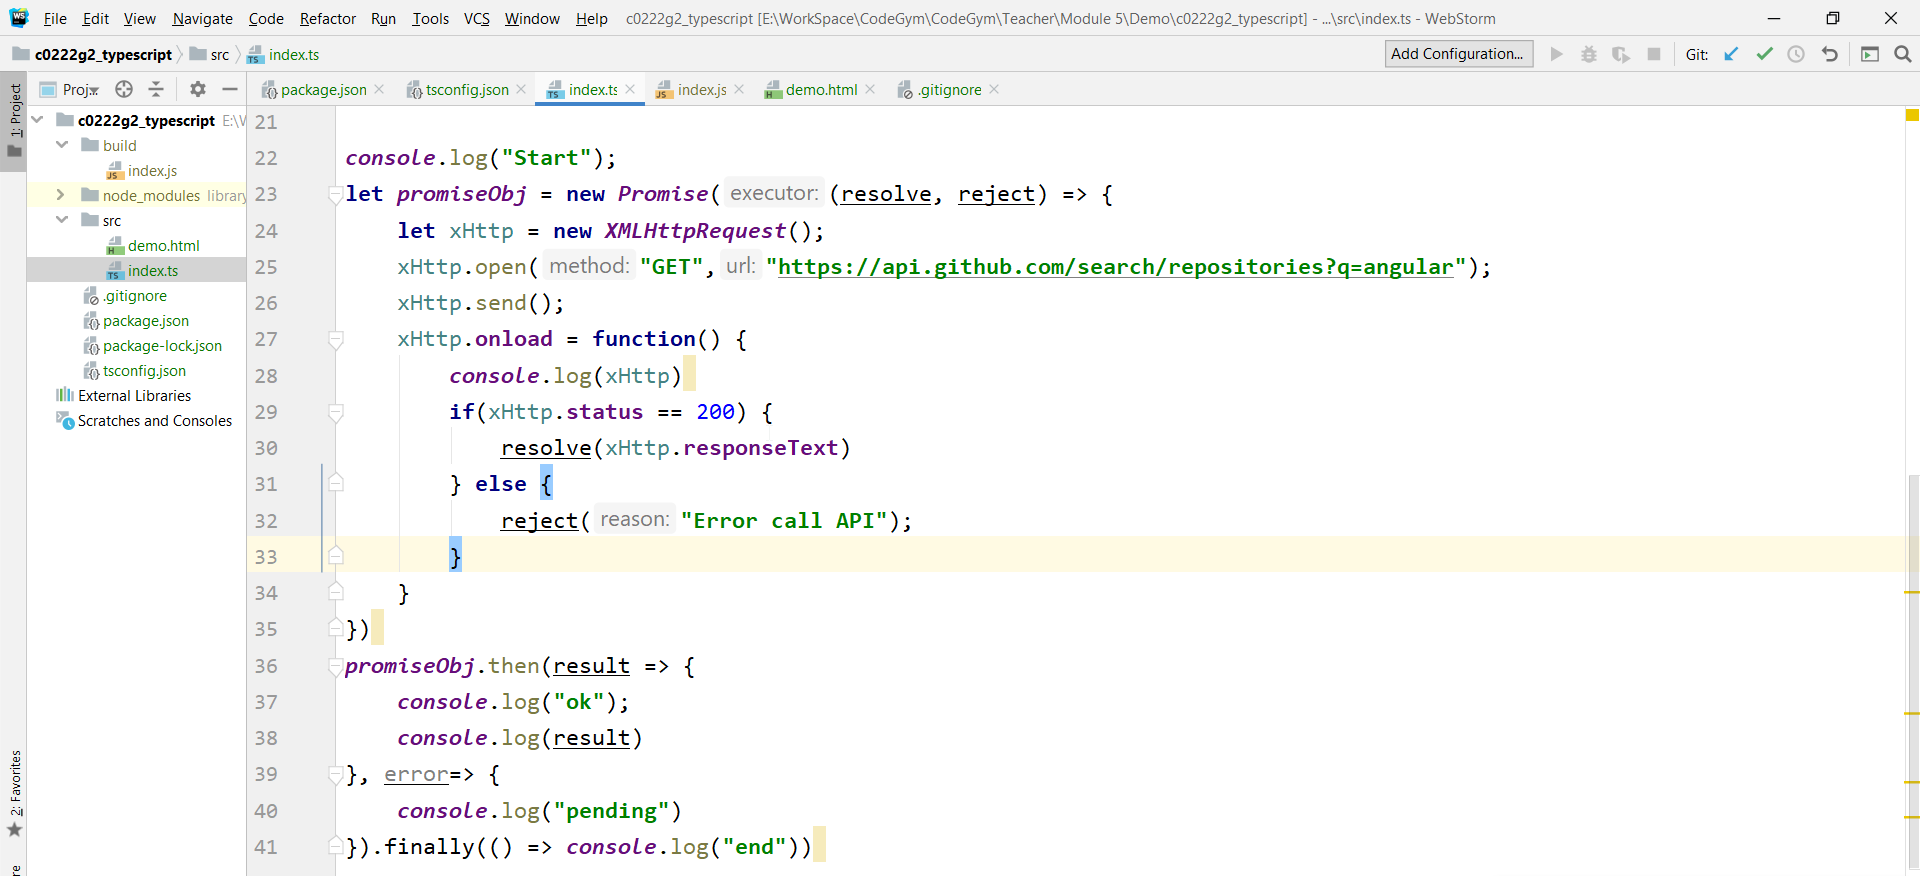 File Edit View Navigate Code Refactor Run Tools VCS Window Help c0222g2_typescript [E:\WorkSpace\CodeGym\CodeGym\Teacher\Module 5\Demo\c0222g2_typescript] - ...\src\index.ts - WebStorm
c0222g2_typescript src index.ts Add Configuration... Git:
1: Project
2: Favorites
Proj
package.json tsconfig.json index.ts index.js demo.html .gitignore
c0222g2_typescript E:\W
build
index.js
node_modules library
src
demo.html
index.ts
.gitignore
package.json
package-lock.json
tsconfig.json
External Libraries
Scratches and Consoles
21
22 console.log("Start");
23 let promiseObj = new Promise( executor: (resolve, reject) => {
24 let xHttp = new XMLHttpRequest();
25 xHttp.open( method: "GET", url: "https://api.github.com/search/repositories?q=angular");
26 xHttp.send();
27 xHttp.onload = function() {
28 console.log(xHttp)
29 if(xHttp.status == 200) {
30 resolve(xHttp.responseText)
31 } else {
32 reject( reason: "Error call API");
33 }
34 }
35 })
36 promiseObj.then(result => {
37 console.log("ok");
38 console.log(result)
39 }, error=> {
40 console.log("pending")
41 }).finally(() => console.log("end"))